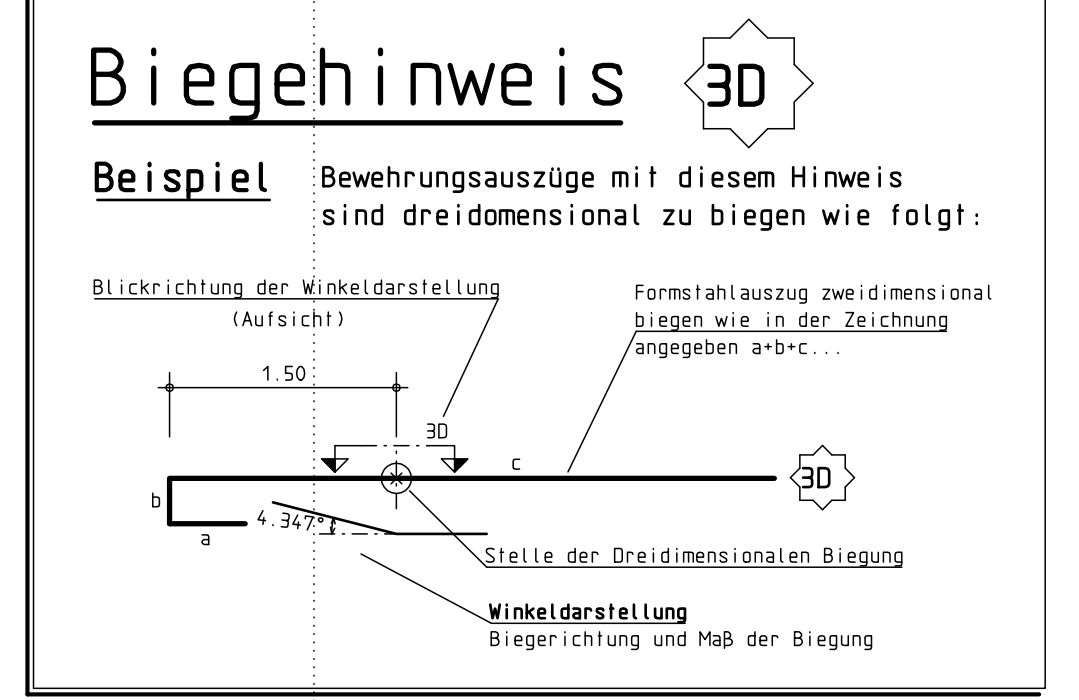 Biegehinweis 3D
Beispiel
Bewehrungsauszüge mit diesem Hinweis
sind dreidomensional zu biegen wie folgt:
Blickrichtung der Winkeldarstellung
(Aufsicht)
Formstahlauszug zweidimensional
biegen wie in der Zeichnung
angegeben a+b+c...
1.50
3D
c
3D
b
a
4.347°
Stelle der Dreidimensionalen Biegung
Winkeldarstellung
Biegerichtung und Maß der Biegung